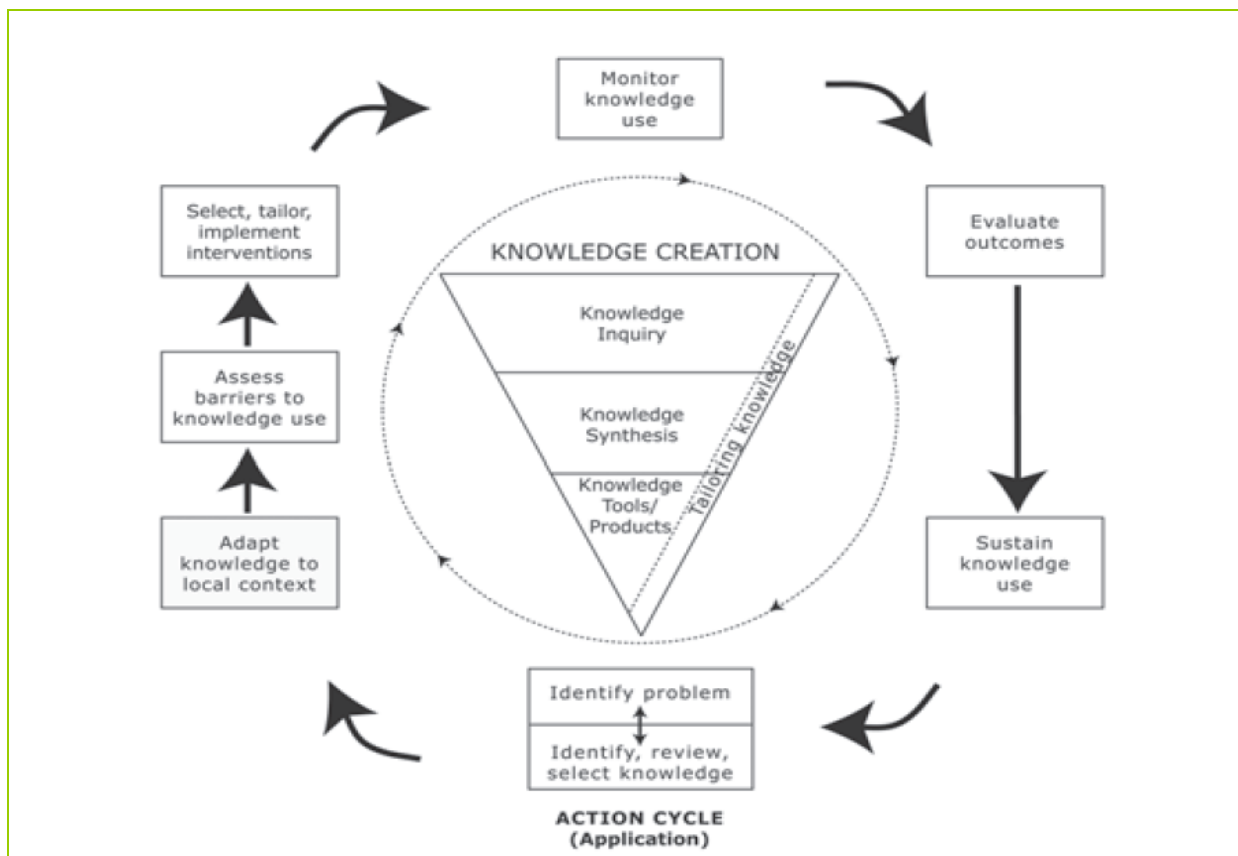 Monitor
knowledge
use
Select, tailor,
implement
interventions
Evaluate
outcomes
KNOWLEDGE CREATION
Knowledge
Inquiry
Assess
barriers to
knowledge use
Knowledge
Synthesis
Tailoring knowledge
Knowledge
Tools/
Products
Adapt
knowledge to
local context
Sustain
knowledge
use
Identify problem
Identify, review,
select knowledge
ACTION CYCLE
(Application)